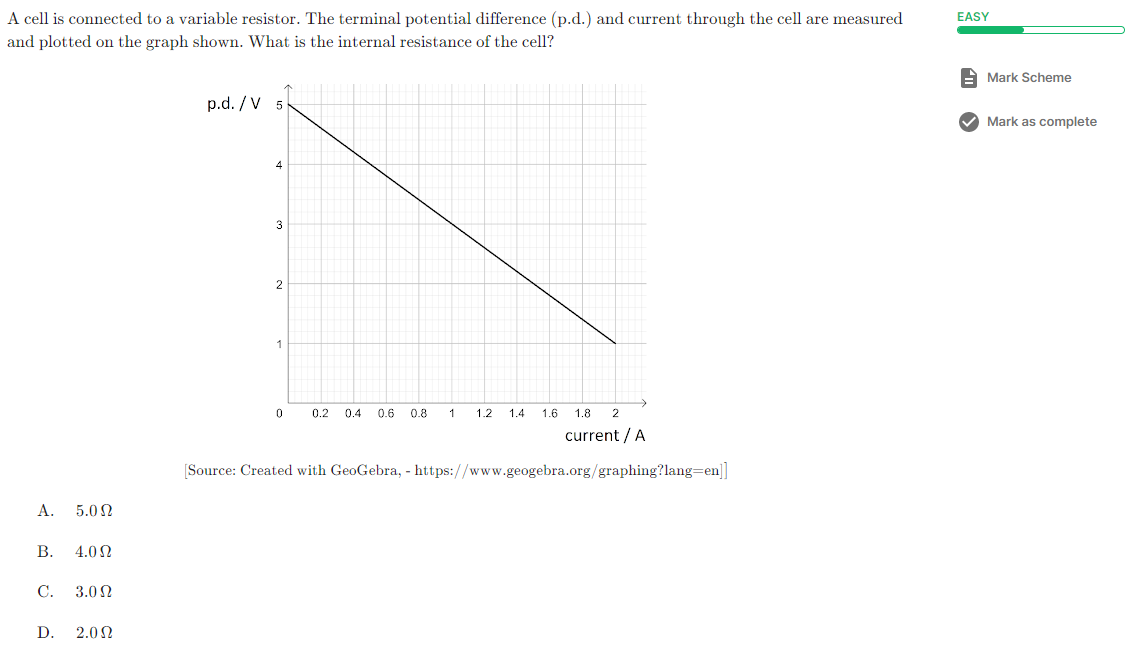 A cell is connected to a variable resistor. The terminal potential difference (p.d.) and current through the cell are measured
and plotted on the graph shown. What is the internal resistance of the cell?
EASY
Mark Scheme
Mark as complete
p.d. / V
5
4
3
2
1
0 0.2 0.4 0.6 0.8 1 1.2 1.4 1.6 1.8 2
current / A
[Source: Created with GeoGebra, - https://www.geogebra.org/graphing?lang=en]]
A. 5.0 Ω
B. 4.0 Ω
C. 3.0 Ω
D. 2.0 Ω